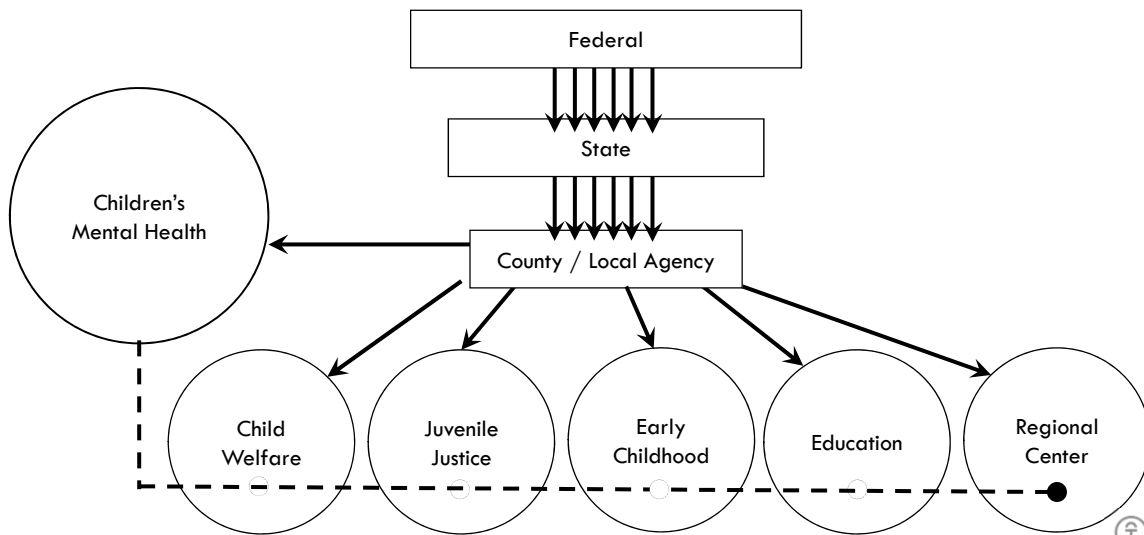 Federal
State
County / Local Agency
Children's
Mental Health
Child
Welfare
Juvenile
Justice
Early
Childhood
Education
Regional
Center